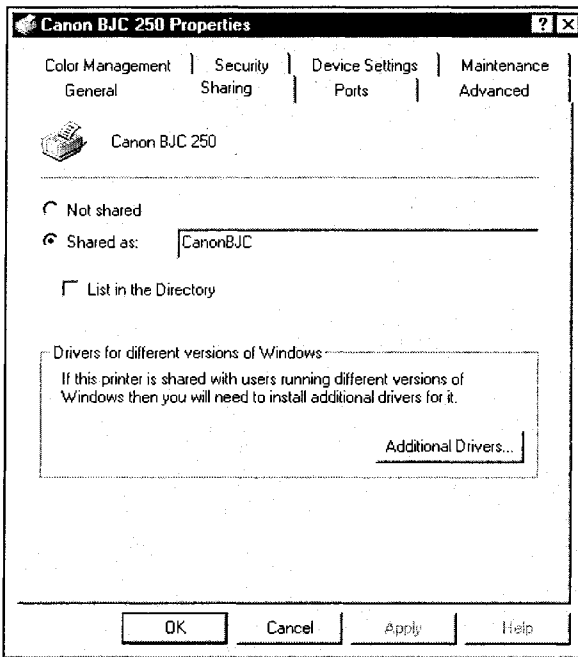 Canon BJC 250 Properties
? ×
Color Management Security Device Settings Maintenance
General Sharing Ports Advanced
Canon BJC 250
Not shared
Shared as: CanonBJC
List in the Directory
Drivers for different versions of Windows
If this printer is shared with users running different versions of
Windows then you will need to install additional drivers for it.
Additional Drivers...
OK Cancel Apply Help